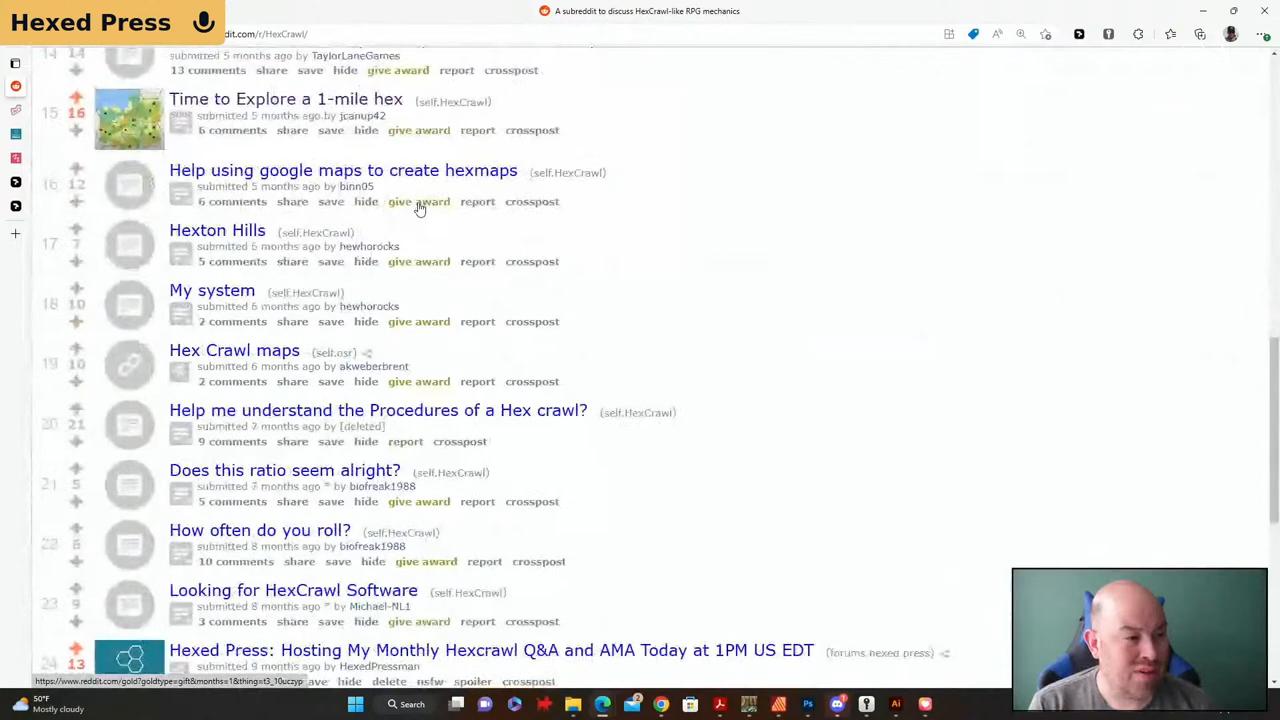 Hexed Press
A subreddit to discuss HexCrawl-like RPG mechanics
dit.com/r/HexCrawl/
14 14
submitted 5 months ago by TaylorLaneGames
13 comments share save hide give award report crosspost
15 16 Time to Explore a 1-mile hex (self.HexCrawl)
submitted 5 months ago by jcanup42
6 comments share save hide give award report crosspost
16 12 Help using google maps to create hexmaps (self.HexCrawl)
submitted 5 months ago by binn05
6 comments share save hide give award report crosspost
17 7 Hexton Hills (self.HexCrawl)
submitted 6 months ago by hewhorocks
5 comments share save hide give award report crosspost
18 10 My system (self.HexCrawl)
submitted 6 months ago by hewhorocks
2 comments share save hide give award report crosspost
19 10 Hex Crawl maps (self.osr)
submitted 6 months ago by akweberbrent
2 comments share save hide give award report crosspost
20 21 Help me understand the Procedures of a Hex crawl? (self.HexCrawl)
submitted 7 months ago by [deleted]
9 comments share save hide report crosspost
21 5 Does this ratio seem alright? (self.HexCrawl)
submitted 7 months ago * by biofreak1988
5 comments share save hide give award report crosspost
22 8 How often do you roll? (self.HexCrawl)
submitted 8 months ago by biofreak1988
10 comments share save hide give award report crosspost
23 9 Looking for HexCrawl Software (self.HexCrawl)
submitted 8 months ago * by Michael-NL1
3 comments share save hide give award report crosspost
24 13 Hexed Press: Hosting My Monthly Hexcrawl Q&A and AMA Today at 1PM US EDT (forums.hexed.press)
submitted 9 months ago by HexedPressman
save hide delete nsfw spoiler crosspost
https://www.reddit.com/gold?goldtype=gift&months=1&thing=t3_10uczyp
50°F
Mostly cloudy
Search